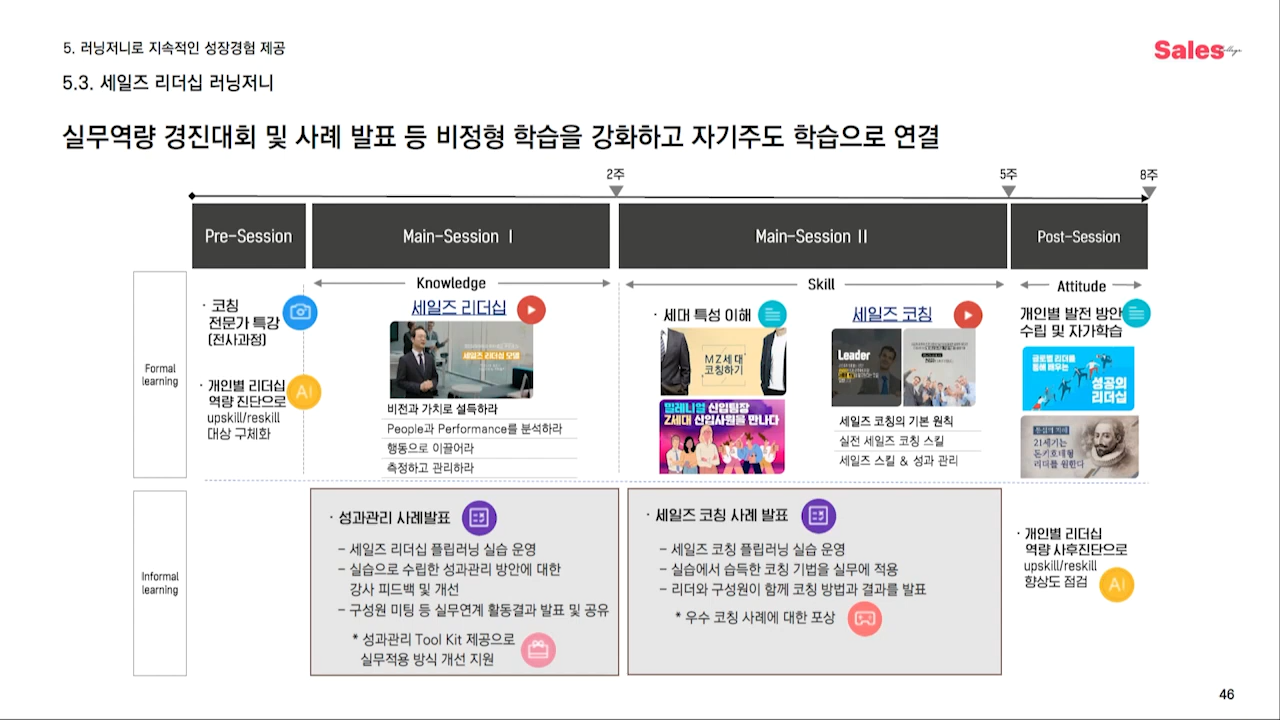 5. 러닝저니로 지속적인 성장경험 제공
Sales
College
5.3. 세일즈 리더십 러닝저니
실무역량 경진대회 및 사례 발표 등 비정형 학습을 강화하고 자기주도 학습으로 연결
2주
5주
8주
Pre-Session
Main-Session Ⅰ
Main-Session Ⅱ
Post-Session
Formal
learning
· 코칭
전문가 특강
(전사과정)
· 개인별 리더십
역량 진단으로
upskill/reskill
대상 구체화
AI
Knowledge
세일즈 리더십
세일즈 리더십 모델
비전과 가치로 설득하라
People과 Performance를 분석하라
행동으로 이끌어라
측정하고 관리하라
Skill
· 세대 특성 이해
MZ세대
코칭하기
밀레니얼 신입팀장
Z세대 신입사원을 만나다
세일즈 코칭
Leader
세일즈 코칭의 기본 원칙
실전 세일즈 코칭 스킬
세일즈 스킬 & 성과 관리
Attitude
개인별 발전 방안
수립 및 자가학습
글로벌 리더를
통해 배우는
성공의
리더십
21세기는
돈키호테형
리더를 원한다
Informal
learning
· 성과관리 사례발표
– 세일즈 리더십 플립러닝 실습 운영
– 실습으로 수립한 성과관리 방안에 대한
강사 피드백 및 개선
– 구성원 미팅 등 실무연계 활동결과 발표 및 공유
* 성과관리 Tool Kit 제공으로
실무적용 방식 개선 지원
· 세일즈 코칭 사례 발표
– 세일즈 코칭 플립러닝 실습 운영
– 실습에서 습득한 코칭 기법을 실무에 적용
– 리더와 구성원이 함께 코칭 방법과 결과를 발표
* 우수 코칭 사례에 대한 포상
· 개인별 리더십
역량 사후진단으로
upskill/reskill
향상도 점검
AI
46